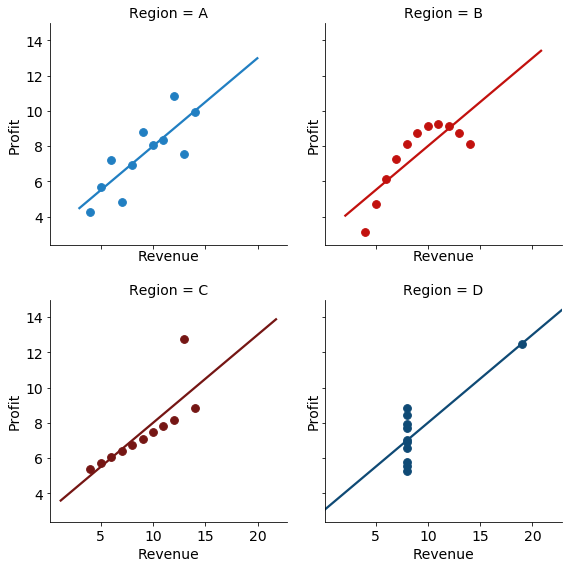 Region = A
Region = B
14
12
10
8
6
4
Profit
Profit
Revenue
Revenue
Region = C
Region = D
14
12
10
8
6
4
Profit
Profit
5 10 15 20
5 10 15 20
Revenue
Revenue